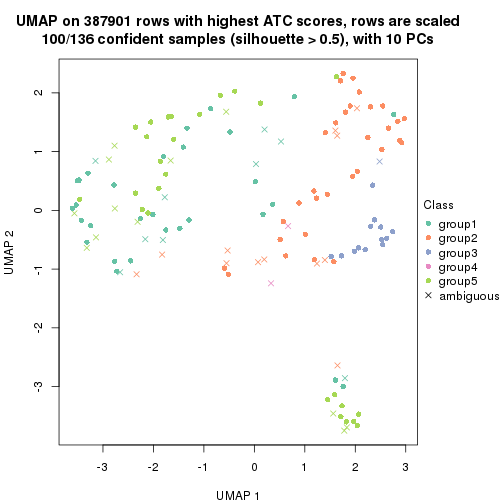 UMAP on 387901 rows with highest ATC scores, rows are scaled
100/136 confident samples (silhouette > 0.5), with 10 PCs
2
1
0
-1
-2
-3
UMAP 2
-3
-2
-1
0
1
2
3
UMAP 1
Class
group1
group2
group3
group4
group5
ambiguous